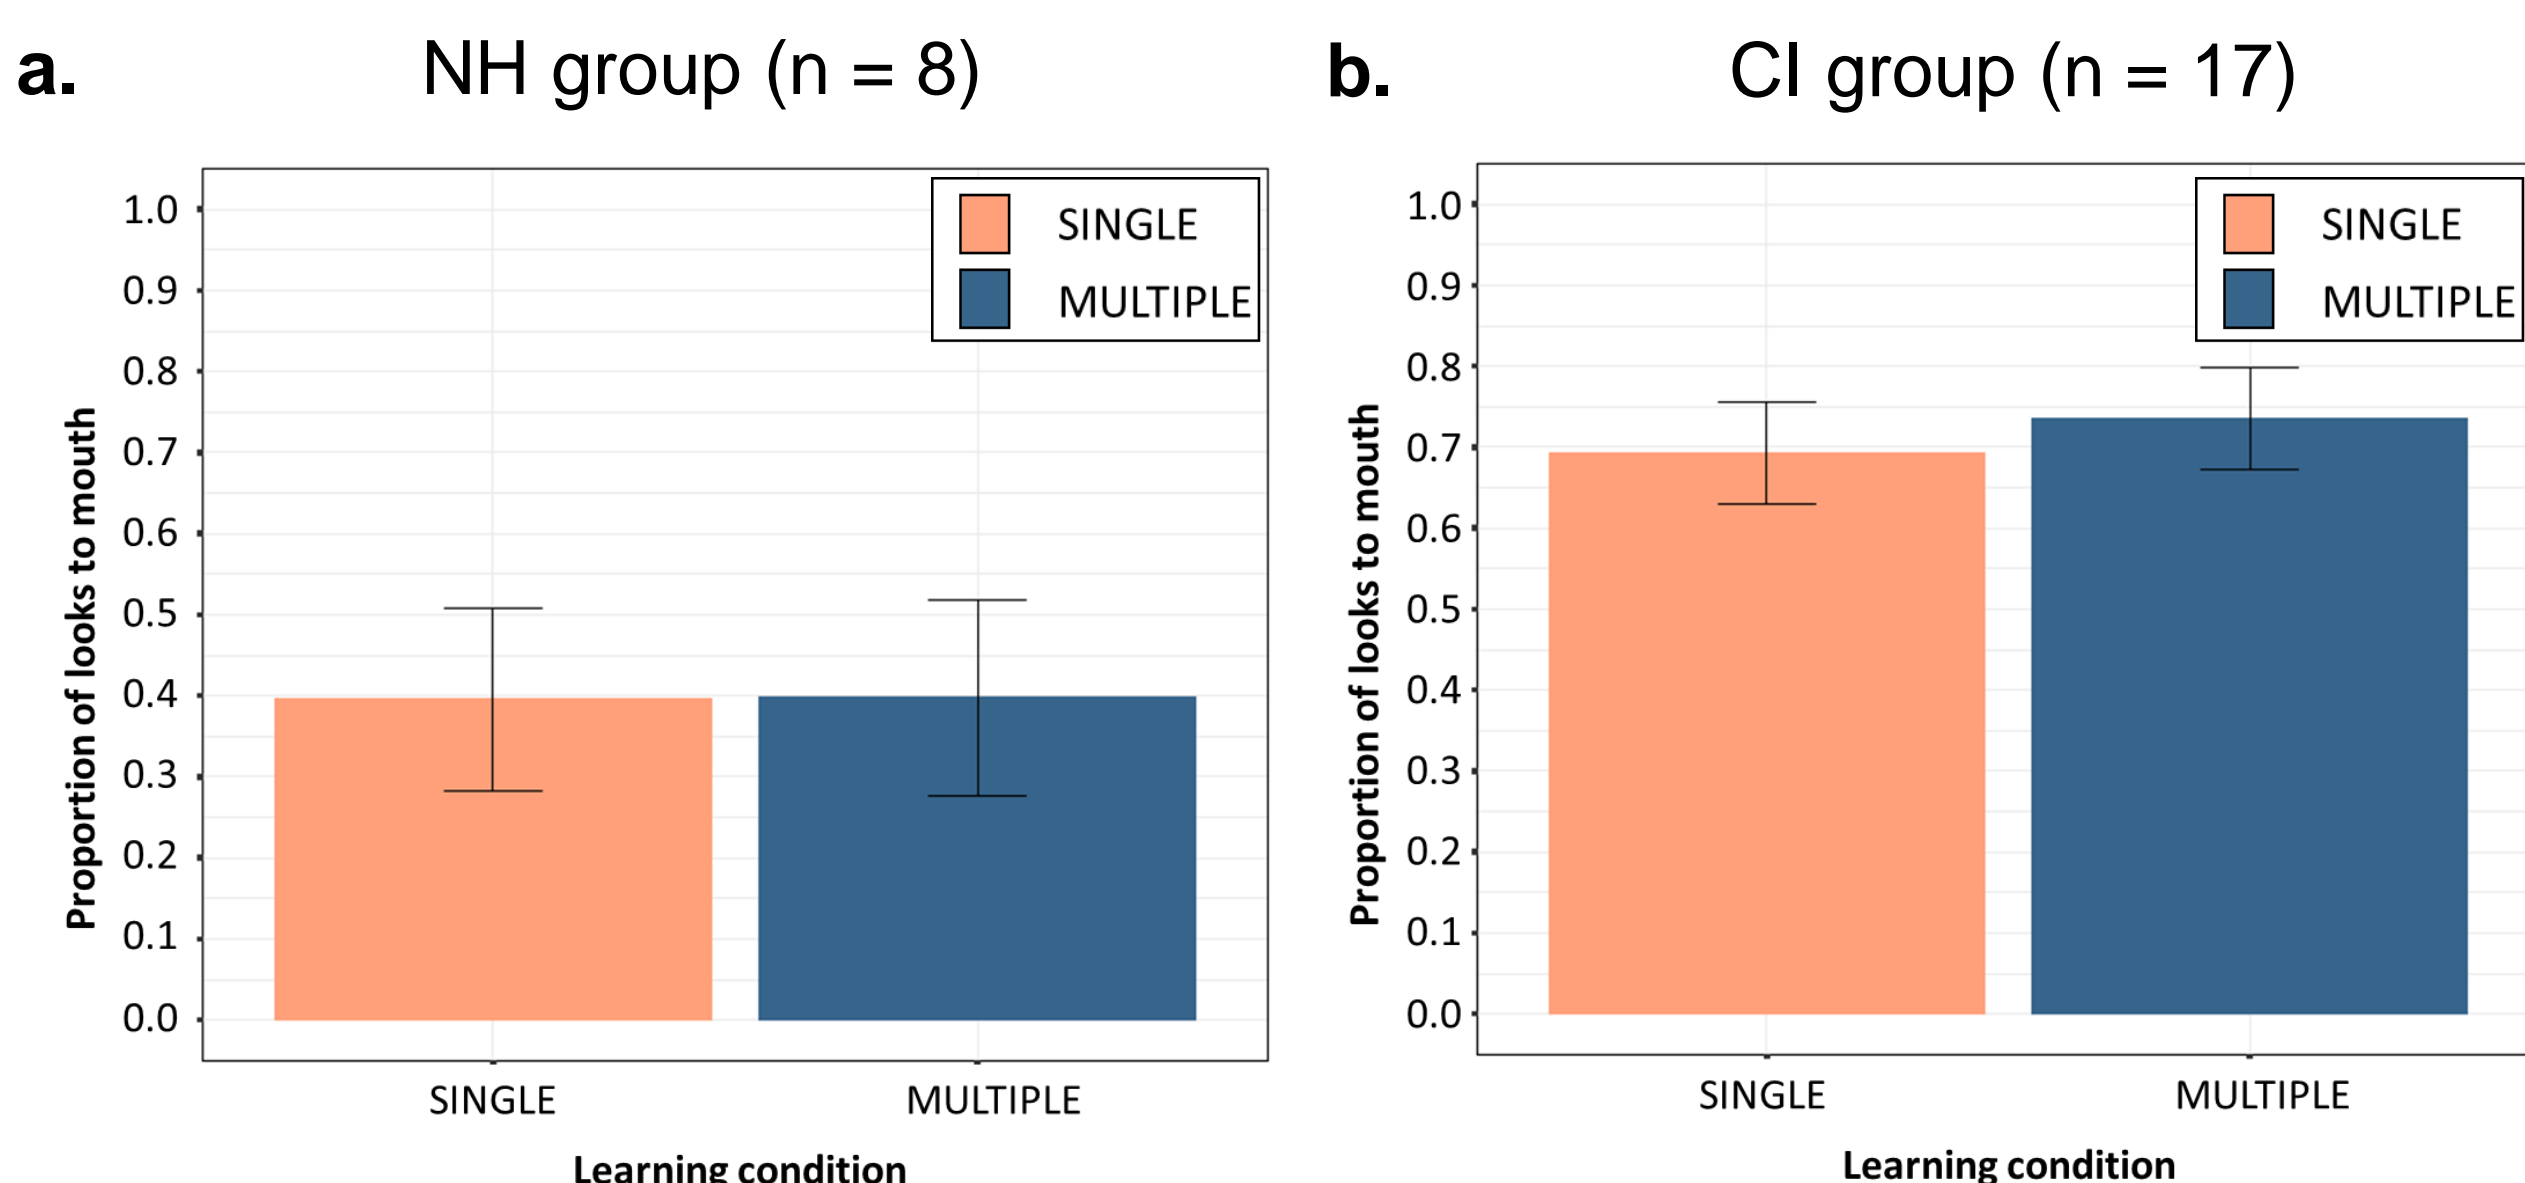 a.
NH group (n = 8)
SINGLE
MULTIPLE
Proportion of looks to mouth
1.0
0.9
0.8
0.7
0.6
0.5
0.4
0.3
0.2
0.1
0.0
SINGLE
MULTIPLE
Learning condition
b.
CI group (n = 17)
SINGLE
MULTIPLE
Proportion of looks to mouth
1.0
0.9
0.8
0.7
0.6
0.5
0.4
0.3
0.2
0.1
0.0
SINGLE
MULTIPLE
Learning condition